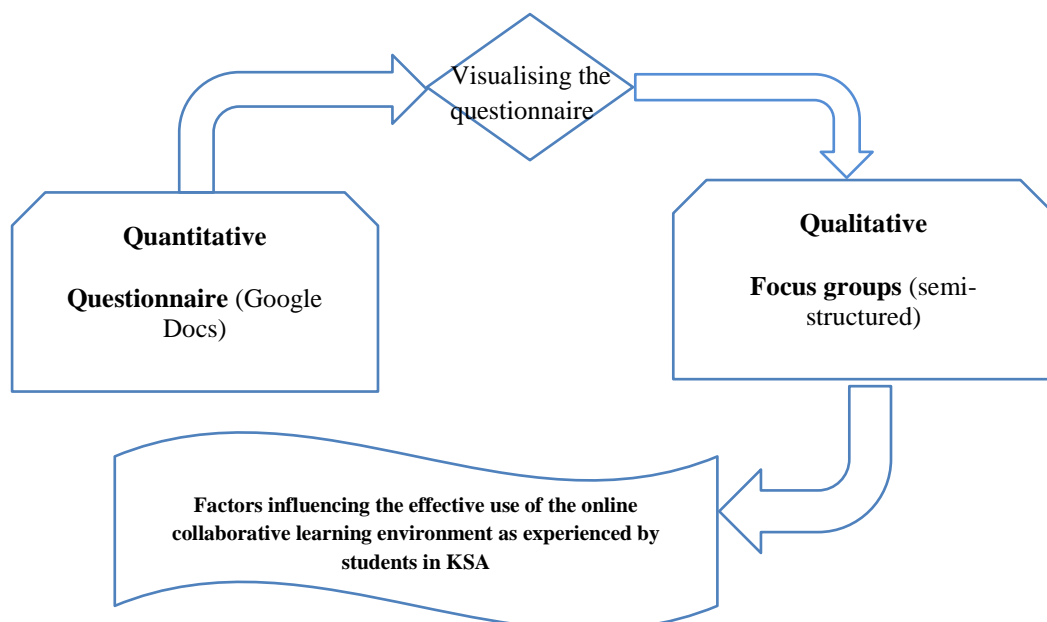 Visualising the
questionnaire
Quantitative
Questionnaire (Google
Docs)
Qualitative
Focus groups (semi-
structured)
Factors influencing the effective use of the online
collaborative learning environment as experienced by
students in KSA